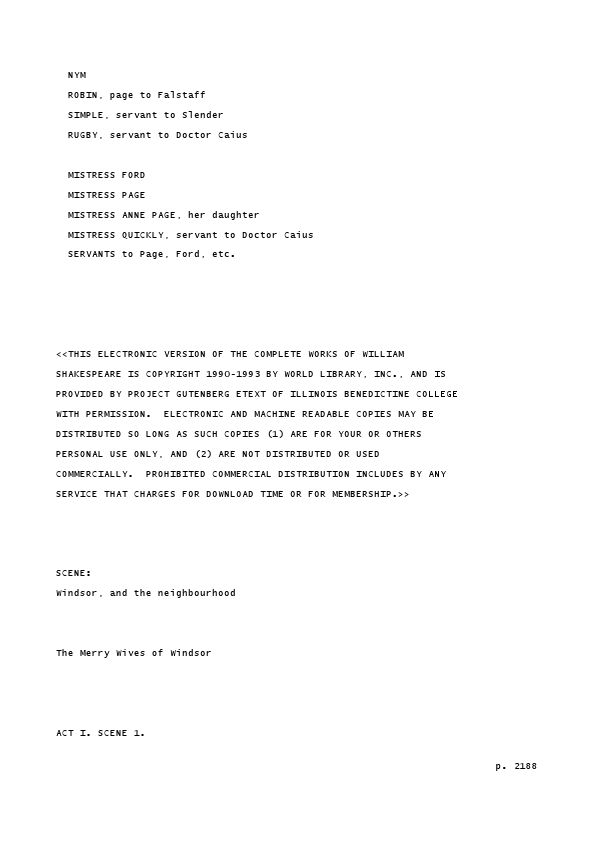 NYM
ROBIN, page to Falstaff
SIMPLE, servant to Slender
RUGBY, servant to Doctor Caius
MISTRESS FORD
MISTRESS PAGE
MISTRESS ANNE PAGE, her daughter
MISTRESS QUICKLY, servant to Doctor Caius
SERVANTS to Page, Ford, etc.
<<THIS ELECTRONIC VERSION OF THE COMPLETE WORKS OF WILLIAM
SHAKESPEARE IS COPYRIGHT 1990-1993 BY WORLD LIBRARY, INC., AND IS
PROVIDED BY PROJECT GUTENBERG ETEXT OF ILLINOIS BENEDICTINE COLLEGE
WITH PERMISSION.  ELECTRONIC AND MACHINE READABLE COPIES MAY BE
DISTRIBUTED SO LONG AS SUCH COPIES (1) ARE FOR YOUR OR OTHERS
PERSONAL USE ONLY, AND (2) ARE NOT DISTRIBUTED OR USED
COMMERCIALLY.  PROHIBITED COMMERCIAL DISTRIBUTION INCLUDES BY ANY
SERVICE THAT CHARGES FOR DOWNLOAD TIME OR FOR MEMBERSHIP.>>
SCENE:
Windsor, and the neighbourhood
The Merry Wives of Windsor
ACT I. SCENE 1.
p. 2188